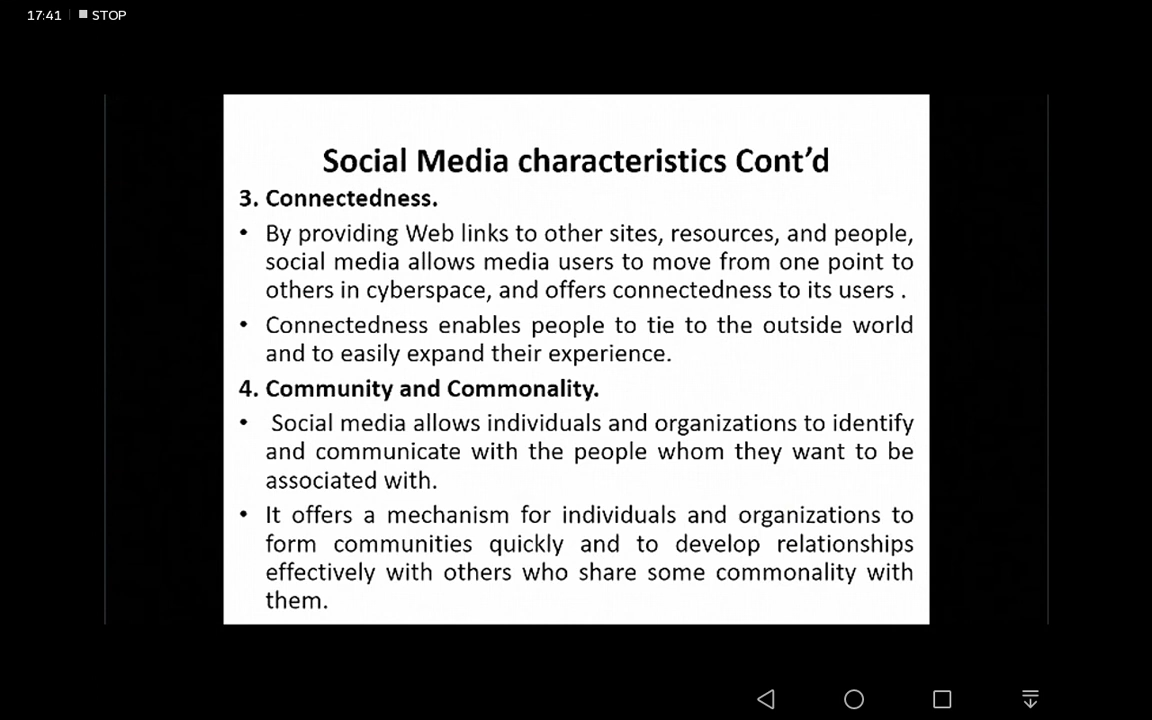 17:41 STOP
Social Media characteristics Cont’d
3. Connectedness.
• By providing Web links to other sites, resources, and people,
social media allows media users to move from one point to
others in cyberspace, and offers connectedness to its users .
• Connectedness enables people to tie to the outside world
and to easily expand their experience.
4. Community and Commonality.
• Social media allows individuals and organizations to identify
and communicate with the people whom they want to be
associated with.
• It offers a mechanism for individuals and organizations to
form communities quickly and to develop relationships
effectively with others who share some commonality with
them.